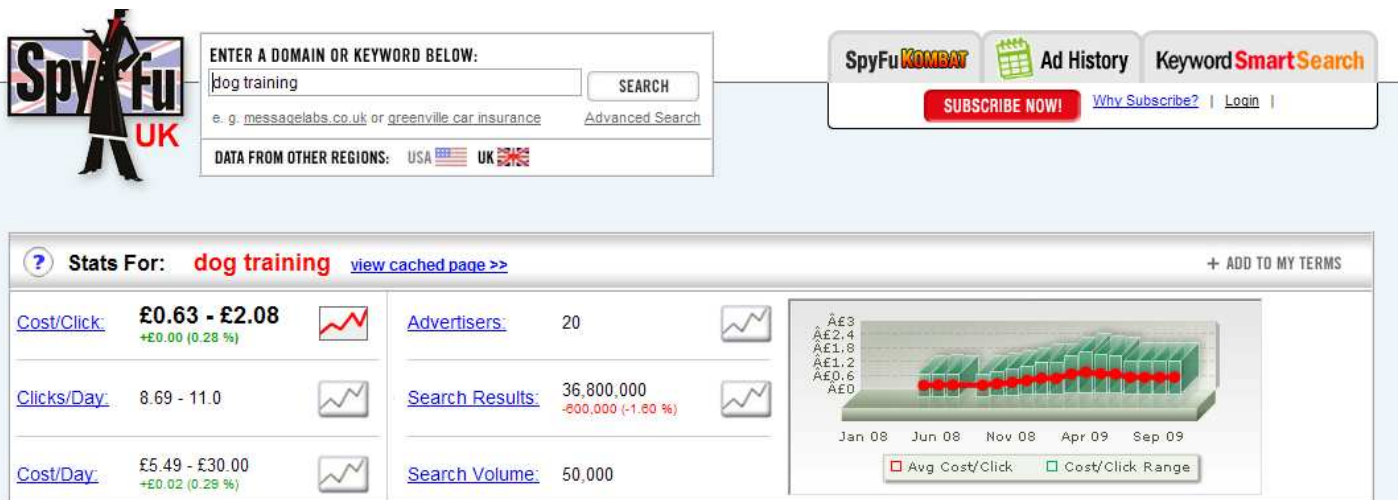 SpyFu
UK
ENTER A DOMAIN OR KEYWORD BELOW:
dog training
SEARCH
e. g. messagelabs.co.uk or greenville car insurance
Advanced Search
DATA FROM OTHER REGIONS: USA UK
SpyFu KOMBAT
Ad History
Keyword SmartSearch
SUBSCRIBE NOW! Why Subscribe? | Login |
? Stats For: dog training view cached page >>
+ ADD TO MY TERMS
Cost/Click: £0.63 - £2.08
+£0.00 (0.28 %)
Clicks/Day: 8.69 - 11.0
Cost/Day: £5.49 - £30.00
+£0.02 (0.29 %)
Advertisers: 20
Search Results: 36,800,000
-600,000 (-1.60 %)
Search Volume: 50,000
Â£3
Â£2.4
Â£1.8
Â£1.2
Â£0.6
Â£0
Jan 08 Jun 08 Nov 08 Apr 09 Sep 09
Avg Cost/Click Cost/Click Range